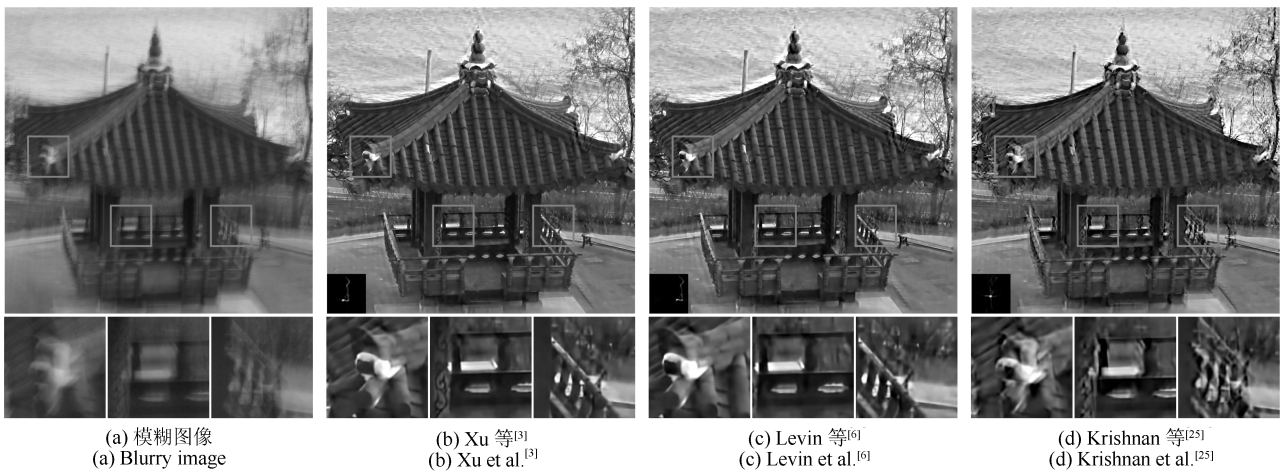 (a) 模糊图像
(a) Blurry image
(b) Xu 等[3]
(b) Xu et al.[3]
(c) Levin 等[6]
(c) Levin et al.[6]
(d) Krishnan 等[25]
(d) Krishnan et al.[25]